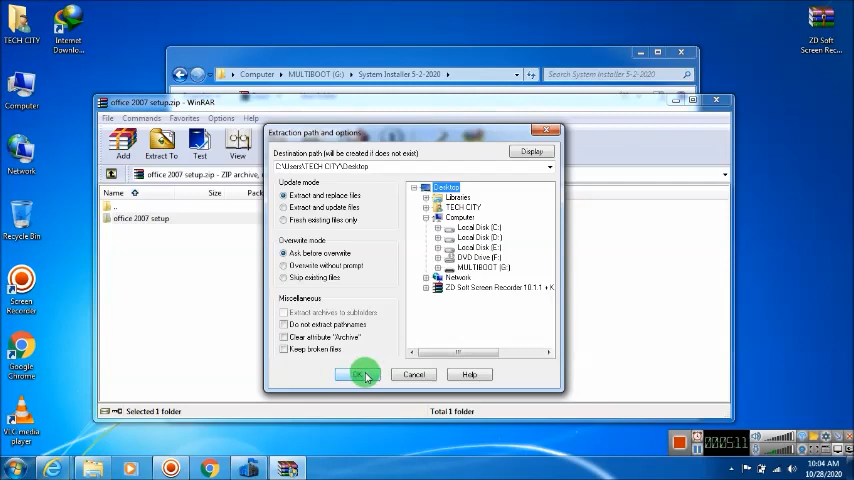 TECH CITY
Internet
Downlo...
ZD Soft
Screen Rec...
Computer
Network
Recycle Bin
Screen
Recorder
Google
Chrome
VLC media
player
Computer
MULTIBOOT (G:)
System Installer 5-2-2020
Search System Installer 5-2-2020
office 2007 setup.zip - WinRAR
File Commands Favorites Options Help
Add
Extract To
Test
View
office 2007 setup.zip - ZIP archive,
Name
Size
Pac
..
office 2007 setup
Selected 1 folder
Total 1 folder
Extraction path and options
Destination path (will be created if it does not exist)
Display
C:\Users\TECH CITY\Desktop
Update mode
Extract and replace files
Extract and update files
Fresh existing files only
Overwrite mode
Ask before overwrite
Overwrite without prompt
Skip existing files
Miscellaneous
Extract archives to subfolders
Do not extract pathnames
Clear attribute "Archive"
Keep broken files
Desktop
Libraries
TECH CITY
Computer
Local Disk (C:)
Local Disk (D:)
Local Disk (E:)
DVD Drive (F:)
MULTIBOOT (G:)
Network
ZD Soft Screen Recorder 10.1.1 + K
OK
Cancel
Help
10:04 AM
10/28/2020